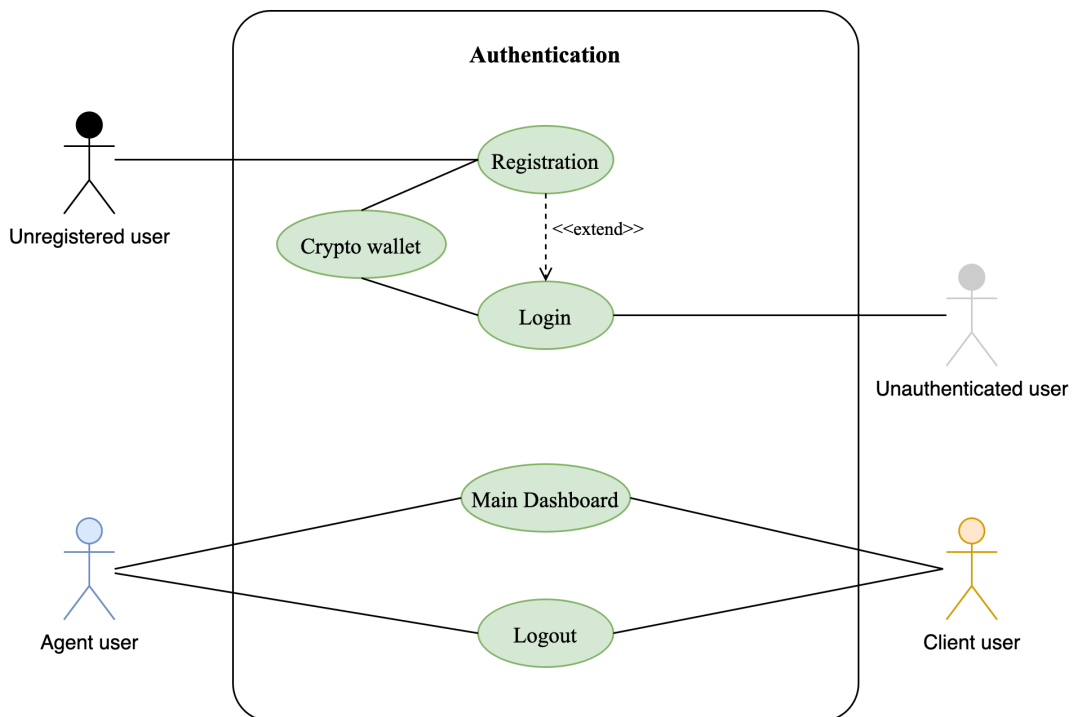 Authentication
Registration
Unregistered user
<<extend>>
Crypto wallet
Login
Unauthenticated user
Main Dashboard
Logout
Agent user
Client user